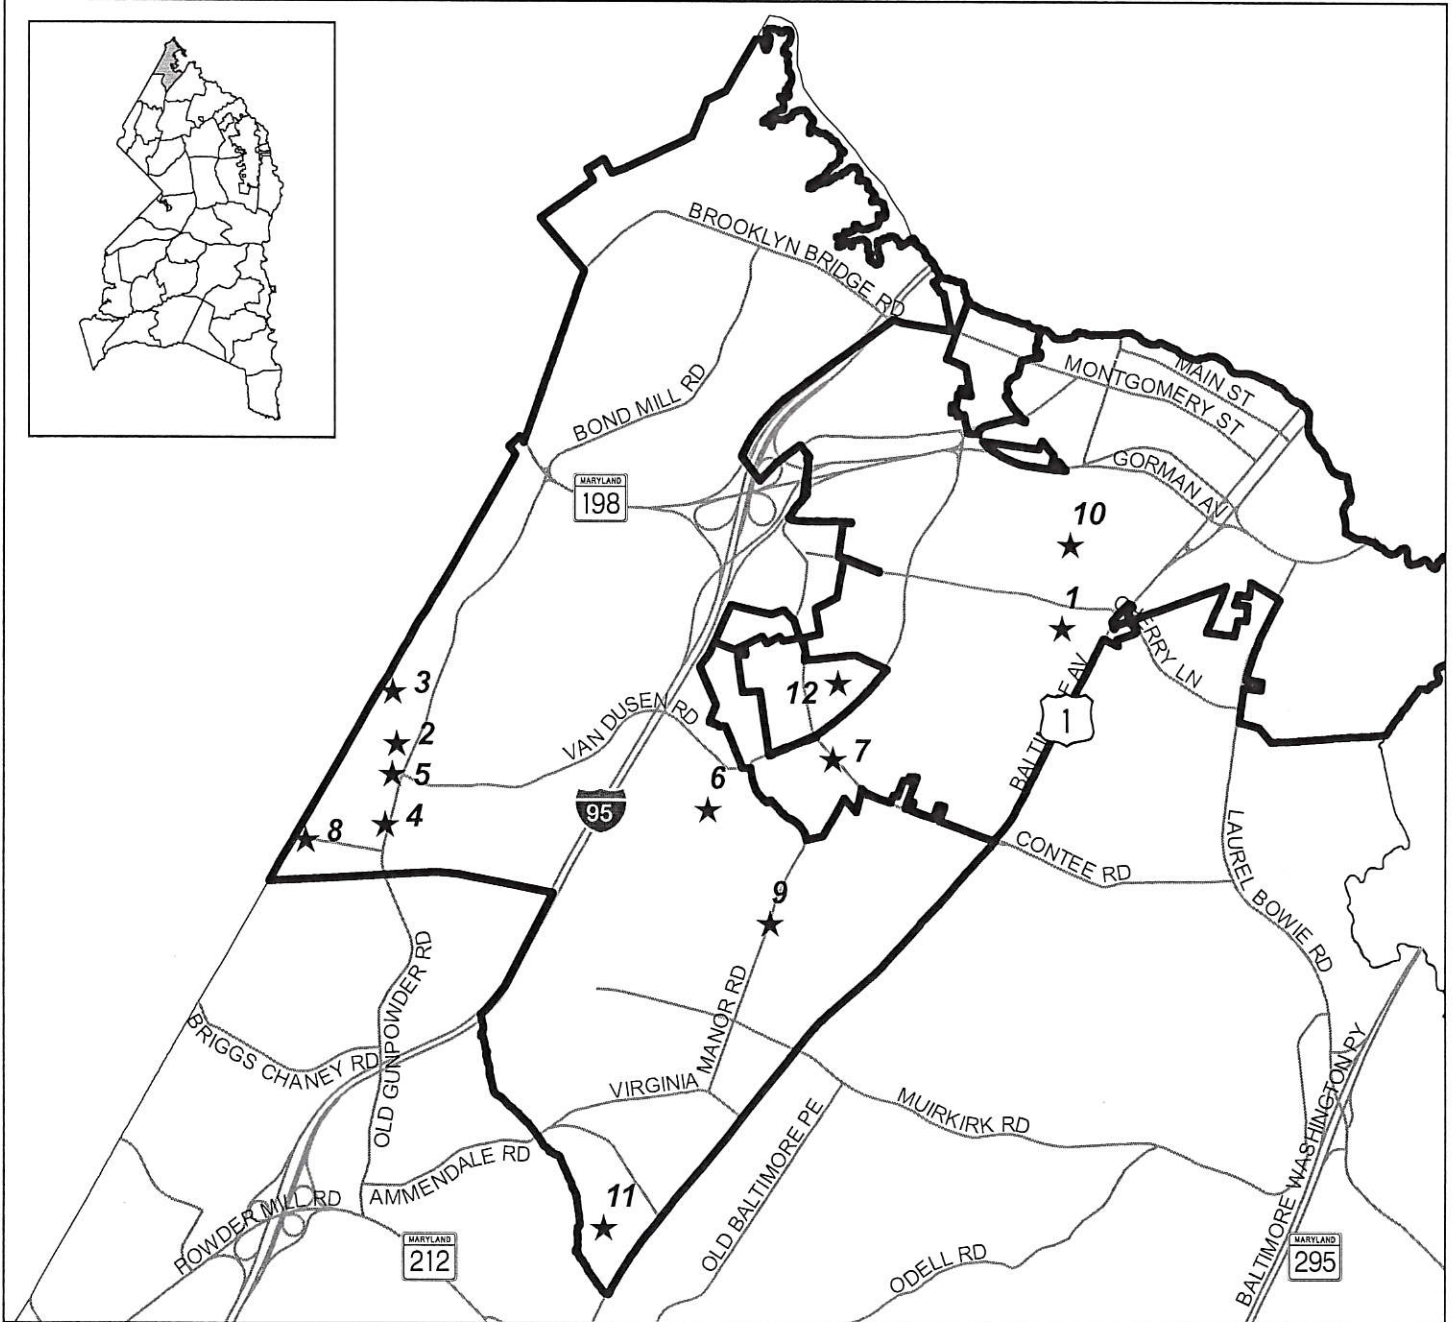 BROOKLYN BRIDGE RD
MAIN ST
MONTGOMERY ST
BOND MILL RD
GORMAN AV
MARYLAND
198
10
1
CHERRY LN
3
12
VAN DUSEN RD
1
2
7
BALTIMORE AV
5
6
95
4
8
CONTEE RD
LAUREL BOWIE RD
9
OLD GUNPOWDER RD
MANOR RD
BRIGGS CHANEY RD
VIRGINIA
MUIRKIRK RD
BALTIMORE WASHINGTON PY
OLD BALTIMORE PE
AMMENDALE RD
11
POWDER MILL RD
MARYLAND
212
ODELL RD
MARYLAND
295